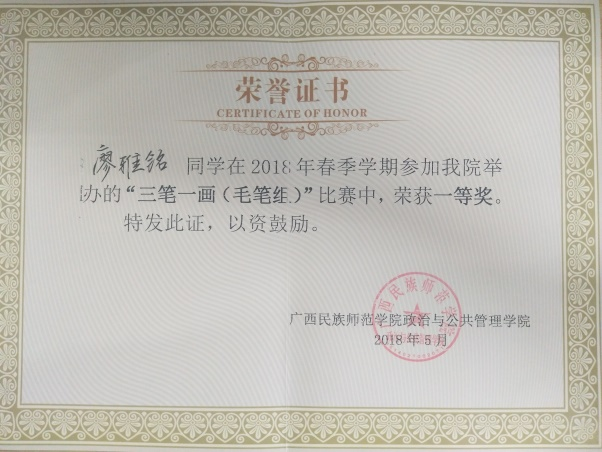 荣誉证书
CERTIFICATE OF HONOR
廖雅铭 同学在2018年春季学期参加我院举
办的“三笔一画(毛笔组)”比赛中,荣获一等奖。
特发此证,以资鼓励。
广西民族师范学院政治与公共管理学院
2018年5月